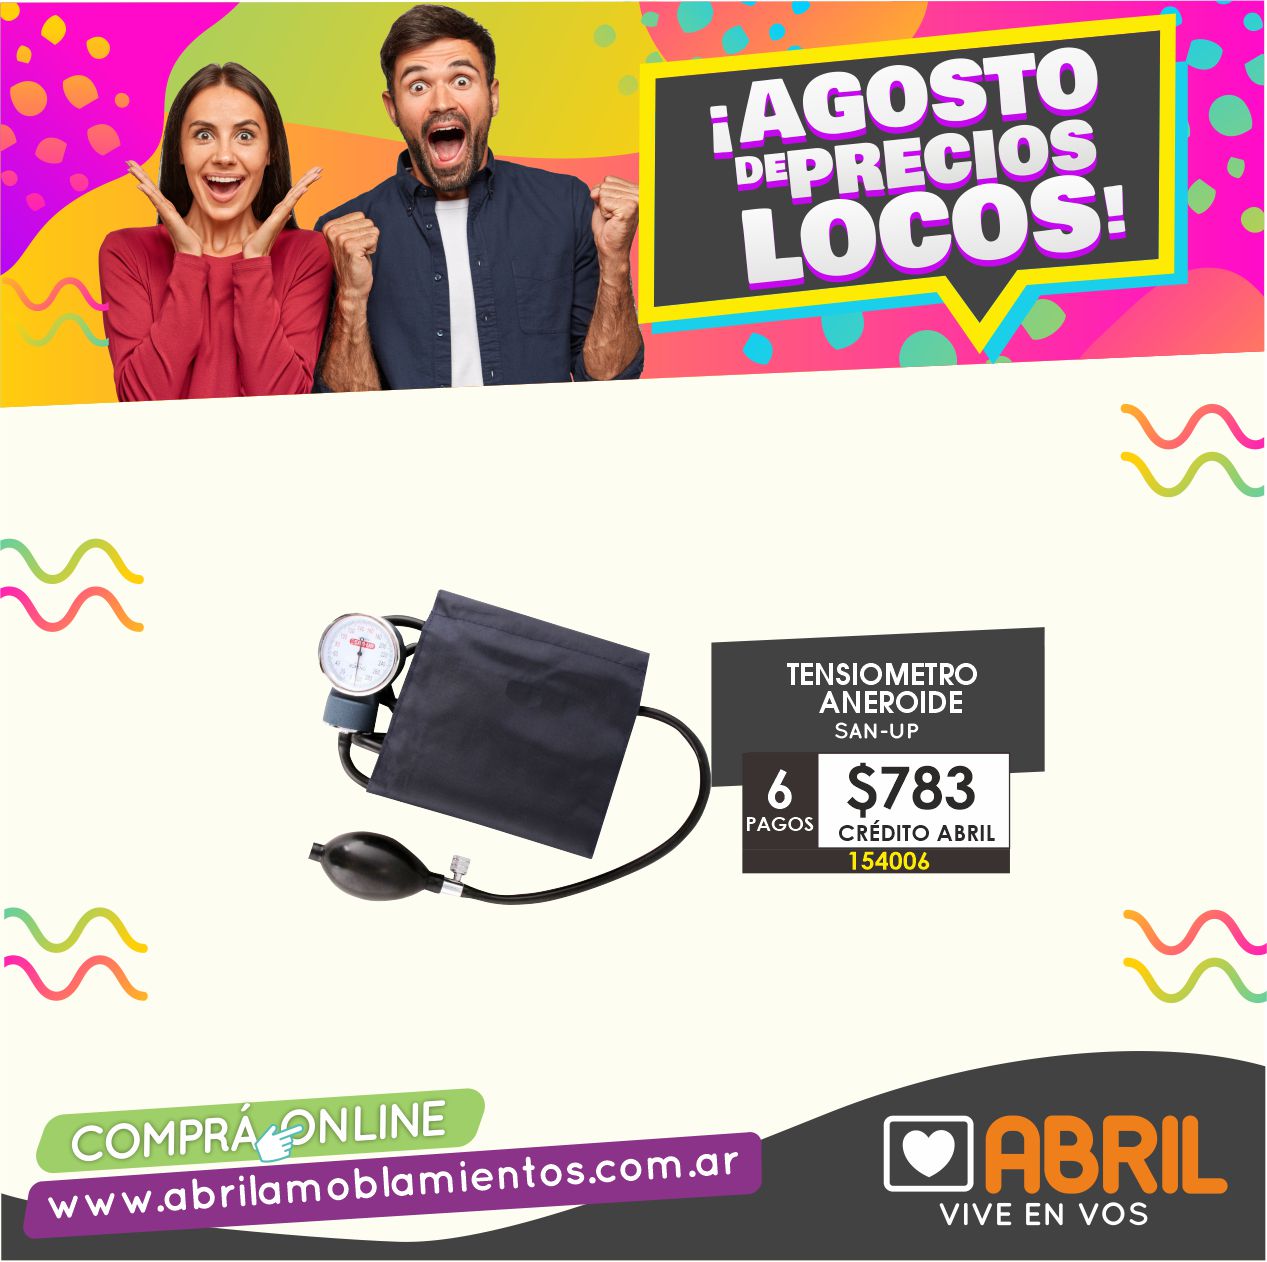 ¡AGOSTO
DE PRECIOS
LOCOS!
TENSIOMETRO
ANEROIDE
SAN-UP
6
PAGOS
$783
CRÉDITO ABRIL
154006
COMPRÁ ONLINE
www.abrilamoblamientos.com.ar
ABRIL
VIVE EN VOS